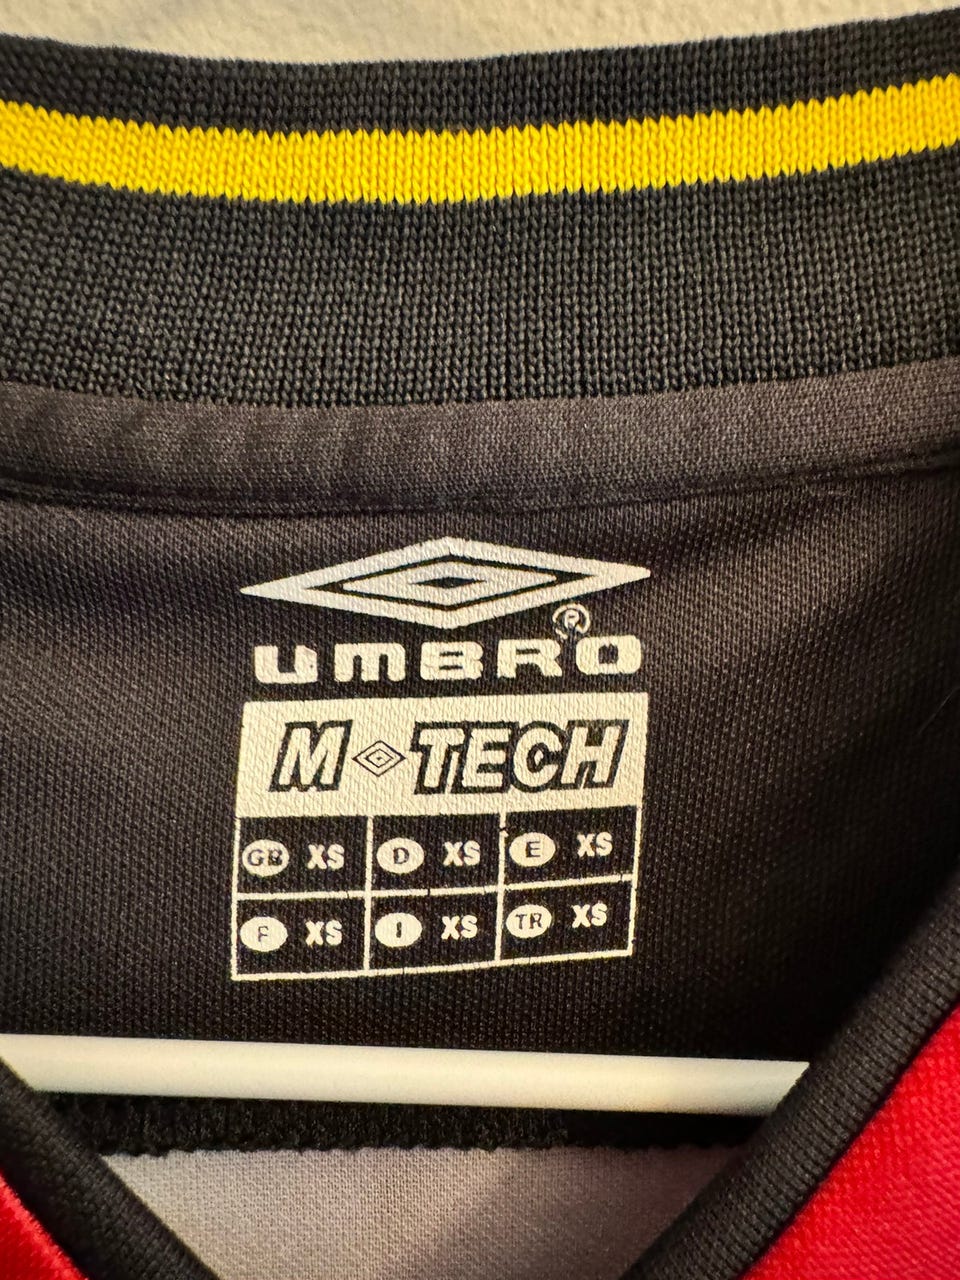 UMBRO®
M TECH
GB XS D XS E XS
F XS I XS TR XS